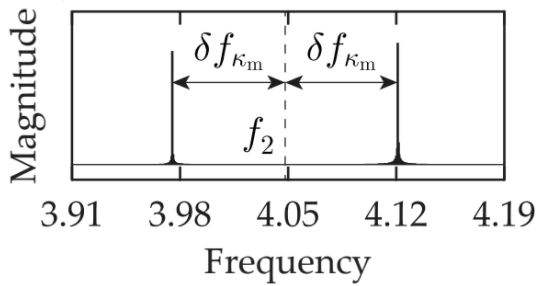 Magnitude
δf_{κ_m} δf_{κ_m}
f_2
3.91 3.98 4.05 4.12 4.19
Frequency